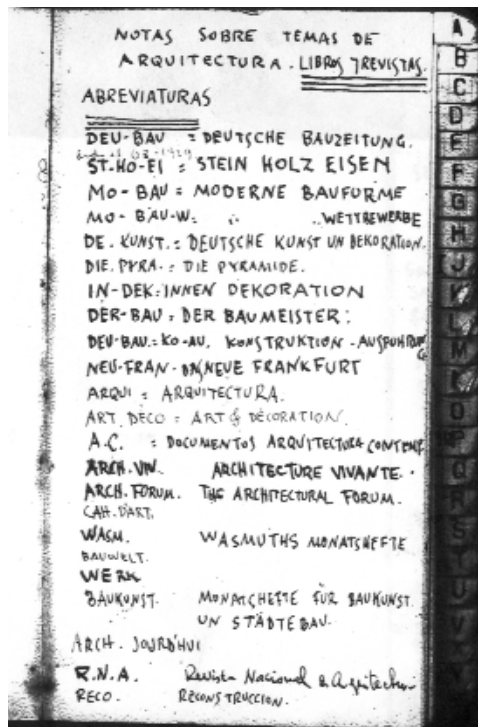 NOTAS SOBRE TEMAS DE
ARQUITECTURA. LIBROS Y REVISTAS.
ABREVIATURAS
DEU-BAU = DEUTSCHE BAUZEITUNG.
ST-HO-EI = STEIN HOLZ EISEN
MO-BAU = MODERNE BAUFORME
MO-BAU-W. = " " WETTBEWERBE
DE. KUNST. = DEUTSCHE KUNST UN DEKORATION.
DIE. PYRA. = DIE PYRAMIDE.
IN-DEK: INNEN DEKORATION
DER-BAU = DER BAUMEISTER:
DEU-BAU.= KO-AU. KONSTRUKTION-AUSFUHRUNG
NEU-FRAN- DAS NEUE FRANKFURT
ARQUI = ARQUITECTURA.
ART. DECO = ART & DÉCORATION.
A.C. = DOCUMENTOS ARQUITECTURA CONTEMP
ARCH. VIV. ARCHITECTURE VIVANTE.
ARCH. FORUM. THE ARCHITECTURAL FORUM.
CAH. D'ART.
WASM. WASMUTHS MONATSHEFTE
BAUWELT.
WERK
BAUKUNST. MONATCHEFTE FÜR BAUKUNST.
UN STÄDTEBAU.
ARCH. JOURD'HUI
R.N.A. Revista Nacional de Arquitectura
RECO. RECONSTRUCCION.
A
B
C
D
E
F
G
H
J
K
L
M
O
P
Q
R
S
T
U
V